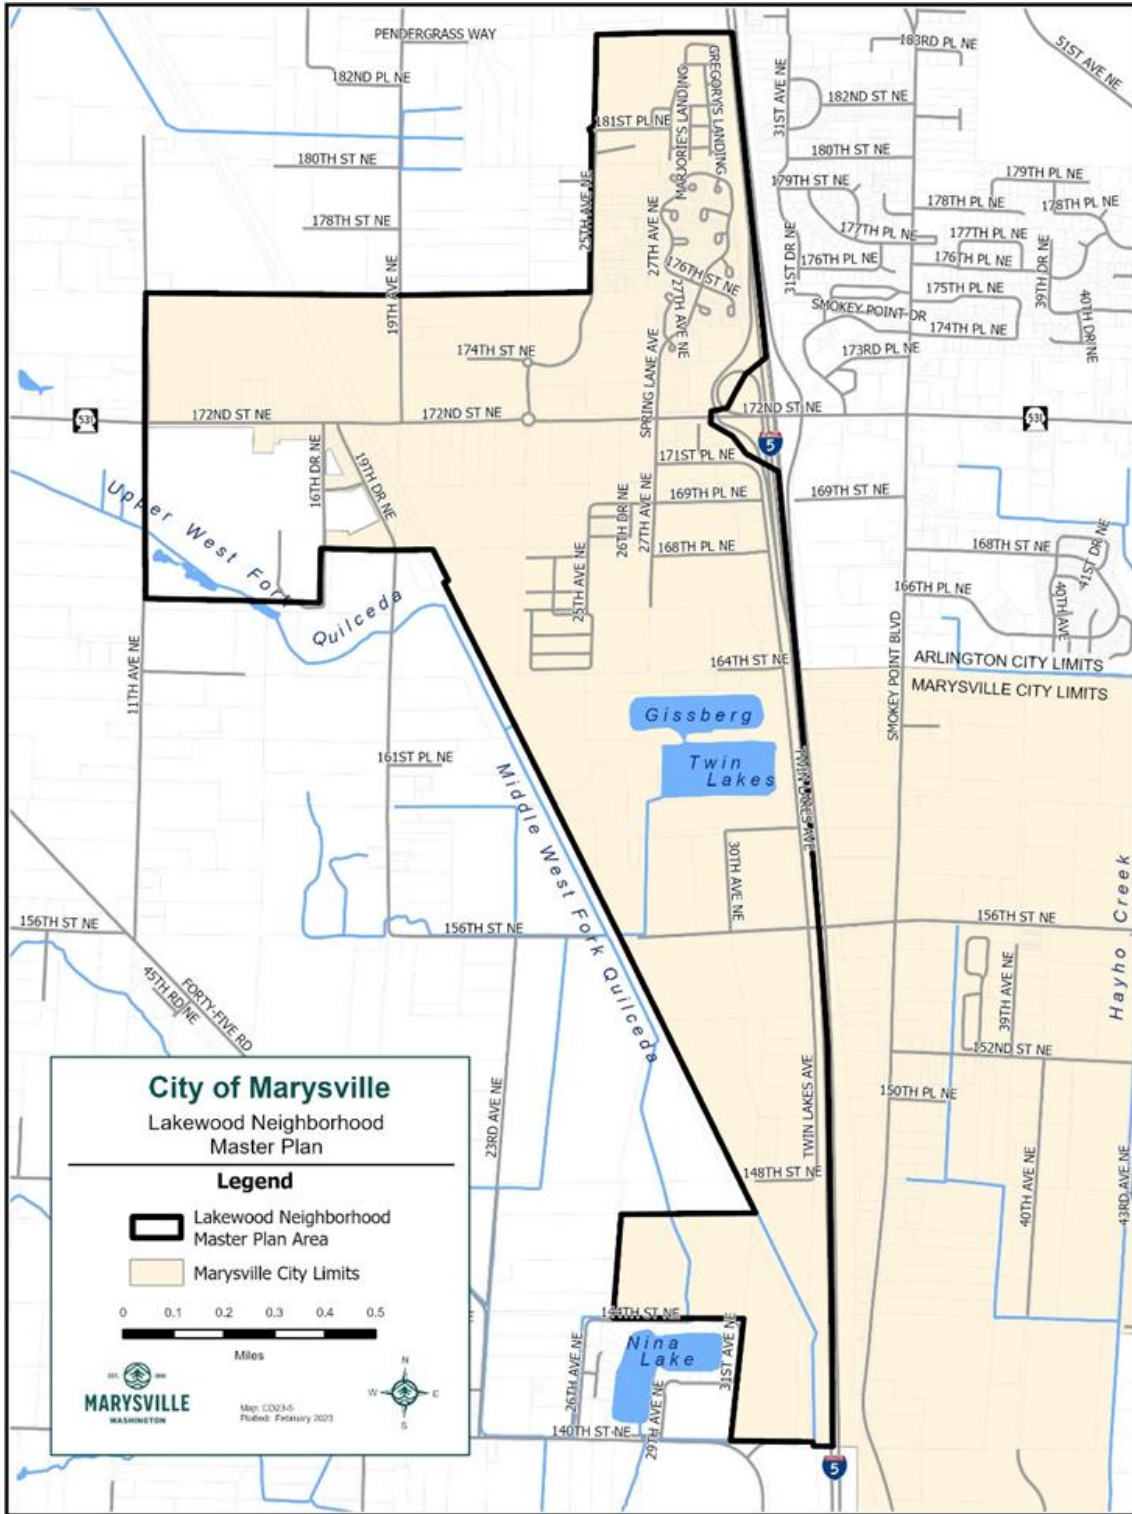 PENDERGRASS WAY
183RD PL NE
51ST AVE NE
182ND PL NE
GREGORY'S LANDING
MARJORIE'S LANDING
31ST AVE NE
182ND ST NE
181ST PL NE
180TH ST NE
180TH ST NE
179TH ST NE
179TH PL NE
178TH PL NE
178TH PL NE
25TH AVE NE
27TH AVE NE
178TH ST NE
177TH PL NE
177TH PL NE
31ST DR NE
176TH PL NE
176TH PL NE
39TH DR NE
19TH AVE NE
176TH ST NE
27TH AVE NE
175TH PL NE
SMOKEY POINT DR
174TH PL NE
40TH DR NE
174TH ST NE
SPRING LANE AVE
173RD PL NE
531
172ND ST NE
172ND ST NE
172ND ST NE
531
5
16TH DR NE
19TH DR NE
171ST PL NE
26TH DR NE
27TH AVE NE
169TH PL NE
169TH ST NE
Upper West Fork
Quilceda
25TH AVE NE
168TH PL NE
168TH ST NE
41ST DR NE
166TH PL NE
40TH AVE
11TH AVE NE
164TH ST NE
SMOKEY POINT BLVD
ARLINGTON CITY LIMITS
MARYSVILLE CITY LIMITS
Gissberg
Twin
Lakes
161ST PL NE
Middle West Fork Quilceda
TWIN LAKES AVE
30TH AVE NE
Hayho Creek
156TH ST NE
156TH ST NE
156TH ST NE
45TH RD NE
FORTY-FIVE RD
39TH AVE NE
152ND ST NE
150TH PL NE
23RD AVE NE
TWIN LAKES AVE
148TH ST NE
40TH AVE NE
43RD AVE NE
144TH ST NE
Nina
Lake
26TH AVE NE
31ST AVE NE
29TH AVE NE
140TH ST NE
5
City of Marysville
Lakewood Neighborhood
Master Plan
Legend
Lakewood Neighborhood
Master Plan Area
Marysville City Limits
0 0.1 0.2 0.3 0.4 0.5
Miles
EST. 1891
MARYSVILLE
WASHINGTON
Map: CD23-5
Plotted: February 2023
N
W E
S